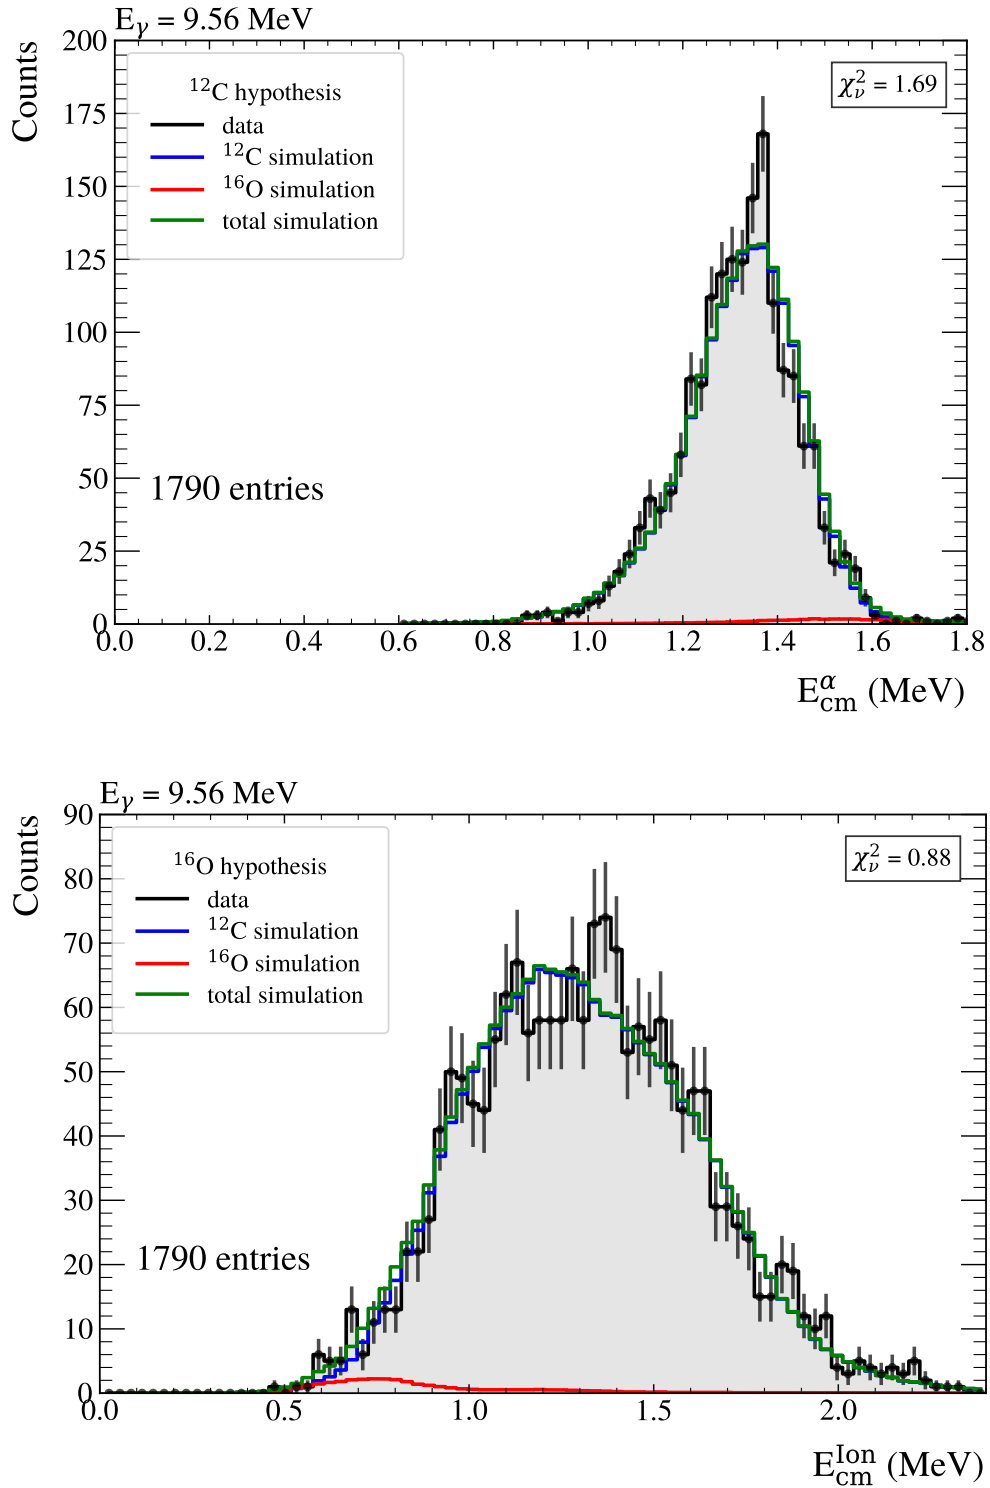 E_γ = 9.56 MeV
Counts
200
175
150
125
100
75
50
25
0
¹²C hypothesis
data
¹²C simulation
¹⁶O simulation
total simulation
χ²_ν = 1.69
1790 entries
0.0 0.2 0.4 0.6 0.8 1.0 1.2 1.4 1.6 1.8
E^α_cm (MeV)
E_γ = 9.56 MeV
Counts
90
80
70
60
50
40
30
20
10
0
¹⁶O hypothesis
data
¹²C simulation
¹⁶O simulation
total simulation
χ²_ν = 0.88
1790 entries
0.0 0.5 1.0 1.5 2.0
E^Ion_cm (MeV)